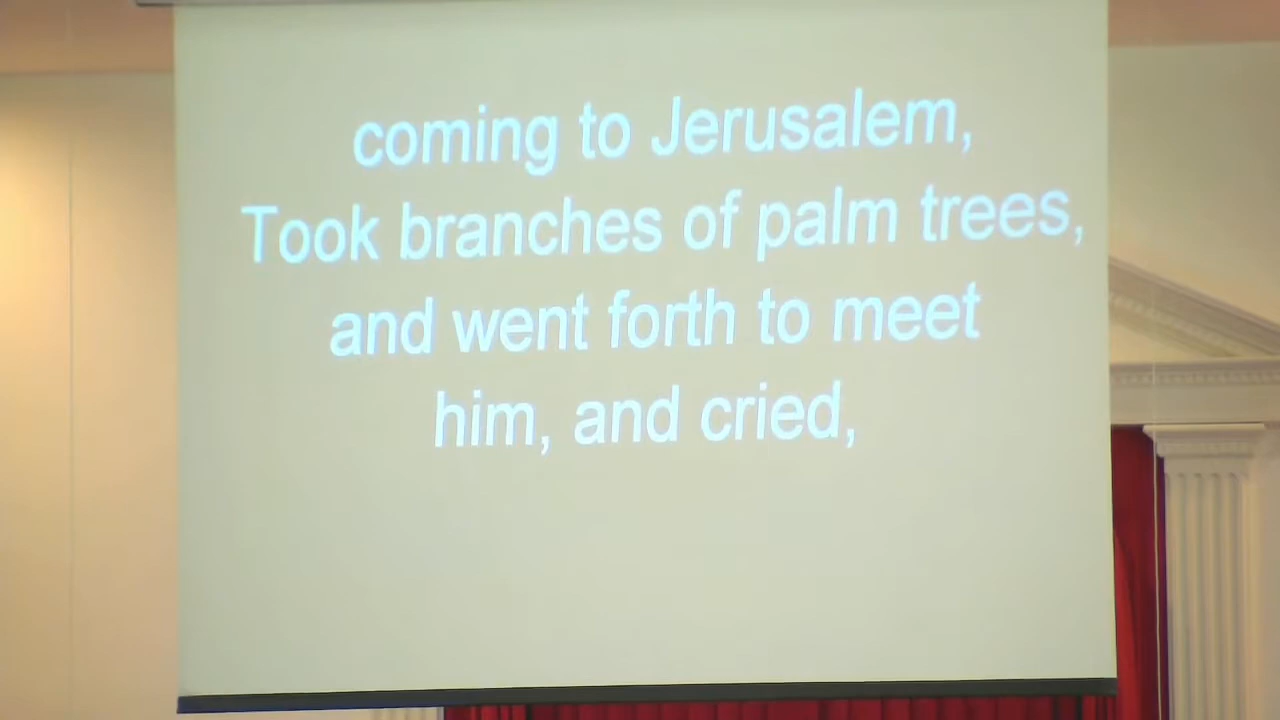 coming to Jerusalem,
Took branches of palm trees,
and went forth to meet
him, and cried,